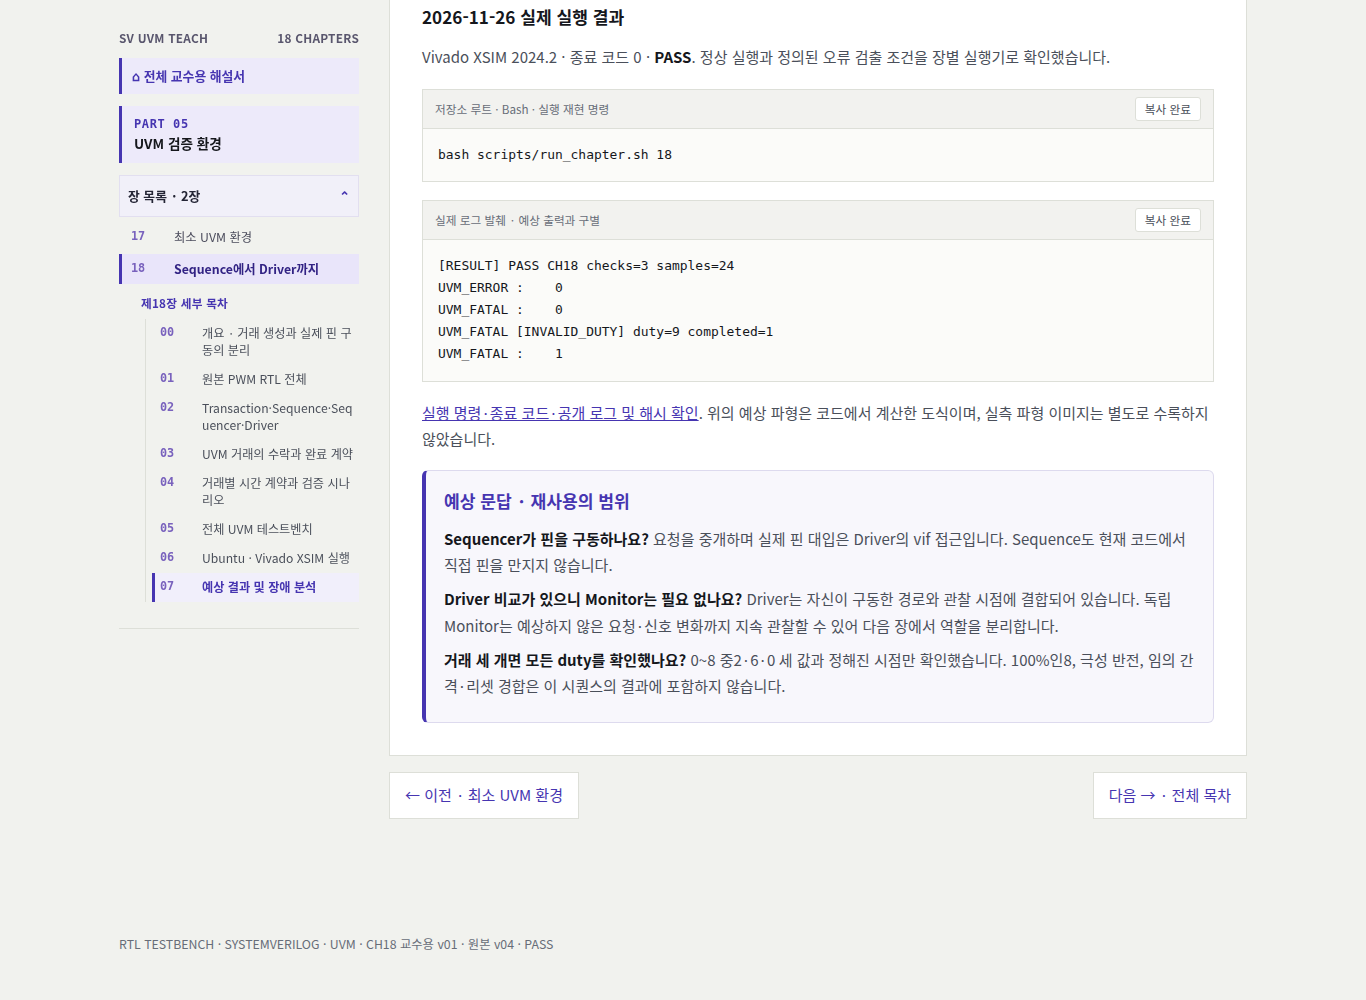 SV UVM TEACH
18 CHAPTERS
⌂ 전체 교수용 해설서
PART 05
UVM 검증 환경
장 목록 · 2장
17 최소 UVM 환경
18 Sequence에서 Driver까지
제18장 세부 목차
00 개요 · 거래 생성과 실제 핀 구
동의 분리
01 원본 PWM RTL 전체
02 Transaction·Sequence·Seq
uencer·Driver
03 UVM 거래의 수락과 완료 계약
04 거래별 시간 계약과 검증 시나
리오
05 전체 UVM 테스트벤치
06 Ubuntu · Vivado XSIM 실행
07 예상 결과 및 장애 분석
2026-11-26 실제 실행 결과
Vivado XSIM 2024.2 · 종료 코드 0 · PASS. 정상 실행과 정의된 오류 검출 조건을 장별 실행기로 확인했습니다.
저장소 루트 · Bash · 실행 재현 명령
복사 완료
bash scripts/run_chapter.sh 18
실제 로그 발췌 · 예상 출력과 구별
복사 완료
[RESULT] PASS CH18 checks=3 samples=24
UVM_ERROR :    0
UVM_FATAL :    0
UVM_FATAL [INVALID_DUTY] duty=9 completed=1
UVM_FATAL :    1
실행 명령·종료 코드·공개 로그 및 해시 확인. 위의 예상 파형은 코드에서 계산한 도식이며, 실측 파형 이미지는 별도로 수록하지
않았습니다.
예상 문답 · 재사용의 범위
Sequencer가 핀을 구동하나요? 요청을 중개하며 실제 핀 대입은 Driver의 vif 접근입니다. Sequence도 현재 코드에서
직접 핀을 만지지 않습니다.
Driver 비교가 있으니 Monitor는 필요 없나요? Driver는 자신이 구동한 경로와 관찰 시점에 결합되어 있습니다. 독립
Monitor는 예상하지 않은 요청·신호 변화까지 지속 관찰할 수 있어 다음 장에서 역할을 분리합니다.
거래 세 개면 모든 duty를 확인했나요? 0~8 중2·6·0 세 값과 정해진 시점만 확인했습니다. 100%인8, 극성 반전, 임의 간
격·리셋 경합은 이 시퀀스의 결과에 포함하지 않습니다.
← 이전 · 최소 UVM 환경
다음 → · 전체 목차
RTL TESTBENCH · SYSTEMVERILOG · UVM · CH18 교수용 v01 · 원본 v04 · PASS